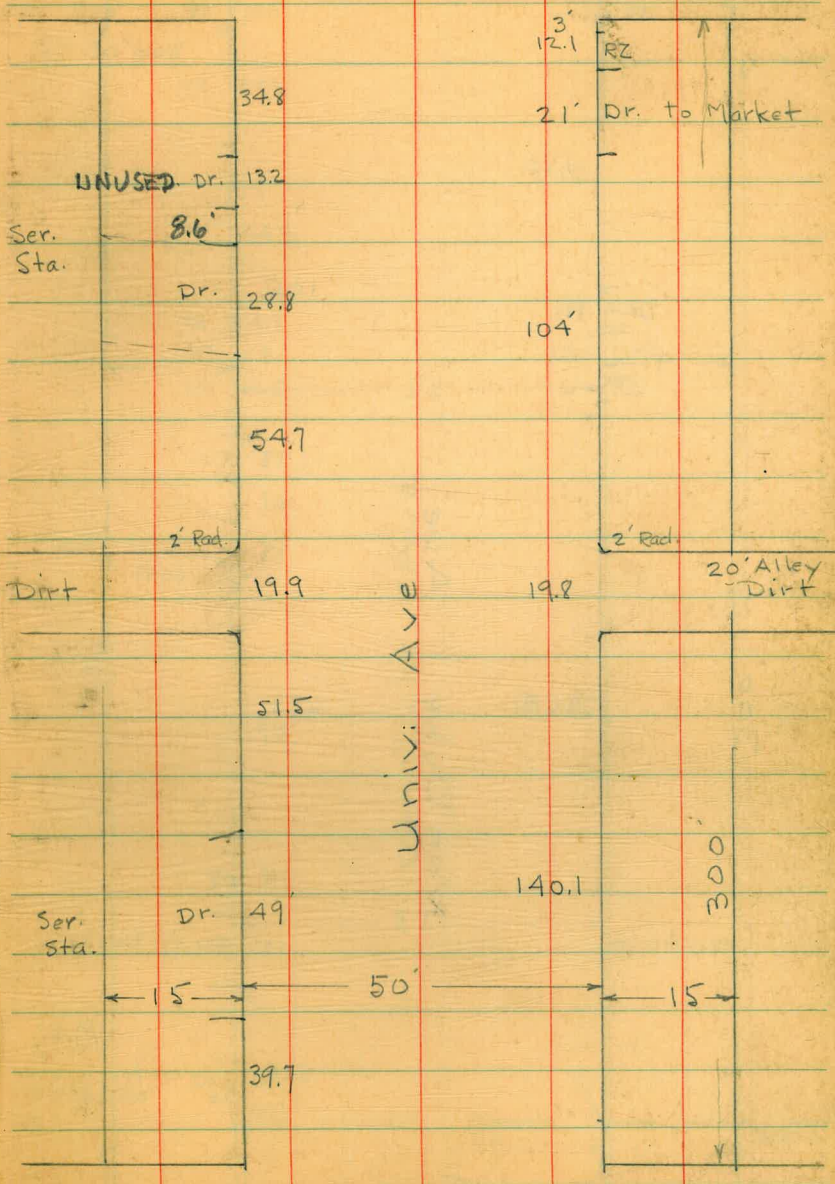 3'
12.1 RZ
34.8
21' Dr. to Market
UNUSED Dr. 13.2
8.6'
Ser.
Sta.
Dr. 28.8
104'
54.7
2' Rad.
2' Rad.
Dirt
19.9
19.8
20' Alley
Dirt
Univ. Ave
51.5
300'
140.1
Ser.
Sta.
Dr. 49'
15
50'
15
39.7